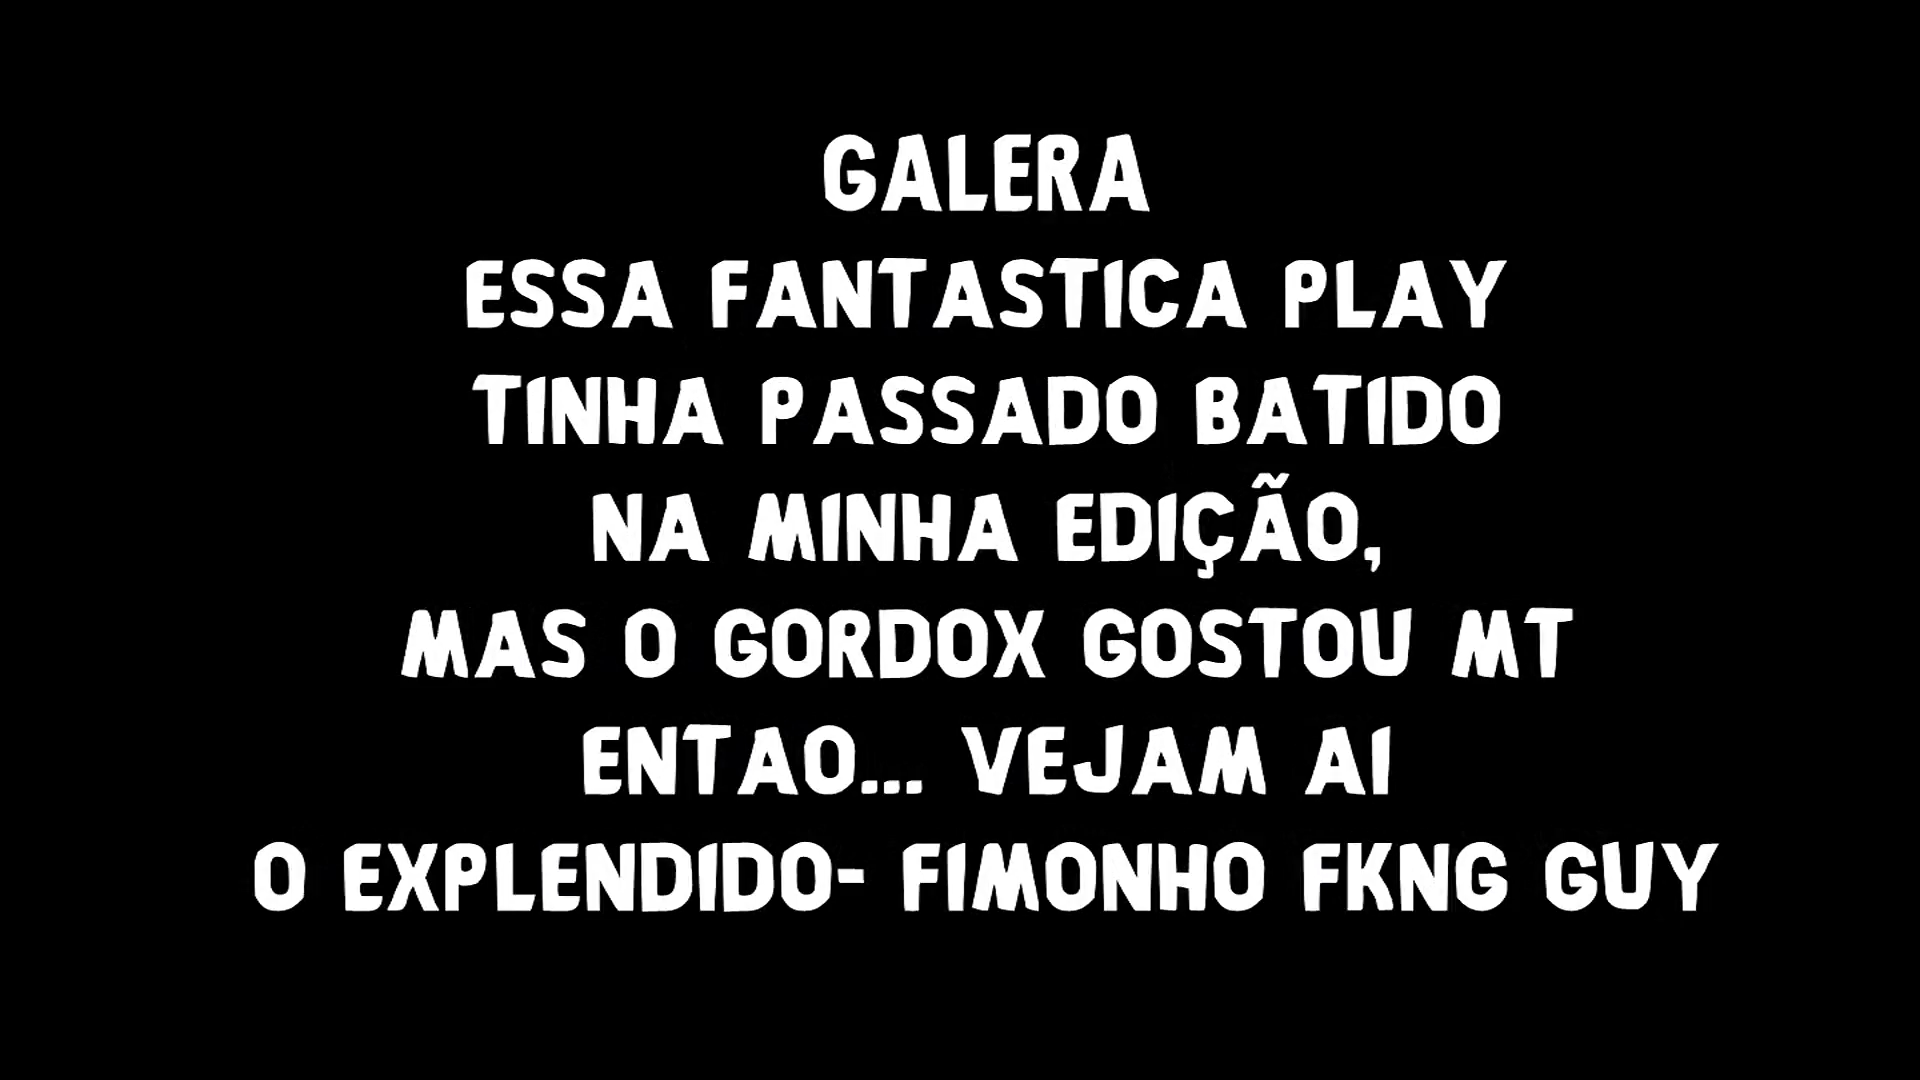 GALERA
ESSA FANTASTICA PLAY
TINHA PASSADO BATIDO
NA MINHA EDIÇÃO,
MAS O GORDOX GOSTOU MT
ENTAO... VEJAM AI
O EXPLENDIDO- FIMONHO FKNG GUY